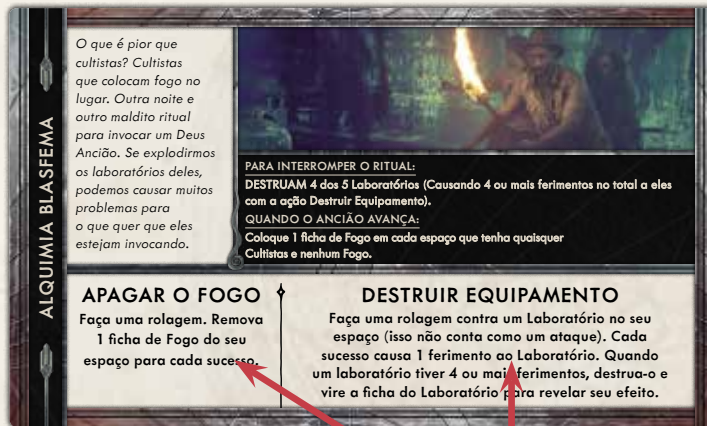 ALQUIMIA BLASFEMA
O que é pior que
cultistas? Cultistas
que colocam fogo no
lugar. Outra noite e
outro maldito ritual
para invocar um Deus
Ancião. Se explodirmos
os laboratórios deles,
podemos causar muitos
problemas para
o que quer que eles
estejam invocando.
PARA INTERROMPER O RITUAL:
DESTRUAM 4 dos 5 Laboratórios (Causando 4 ou mais ferimentos no total a eles
com a ação Destruir Equipamento).
QUANDO O ANCIÃO AVANÇA:
Coloque 1 ficha de Fogo em cada espaço que tenha quaisquer
Cultistas e nenhum Fogo.
APAGAR O FOGO
Faça uma rolagem. Remova
1 ficha de Fogo do seu
espaço para cada sucesso.
DESTRUIR EQUIPAMENTO
Faça uma rolagem contra um Laboratório no seu
espaço (isso não conta como um ataque). Cada
sucesso causa 1 ferimento ao Laboratório. Quando
um laboratório tiver 4 ou mais ferimentos, destrua-o e
vire a ficha do Laboratório para revelar seu efeito.